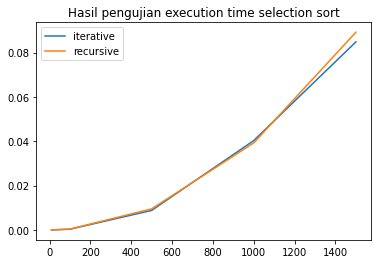 Hasil pengujian execution time selection sort
iterative
recursive
0.08
0.06
0.04
0.02
0.00
0 200 400 600 800 1000 1200 1400